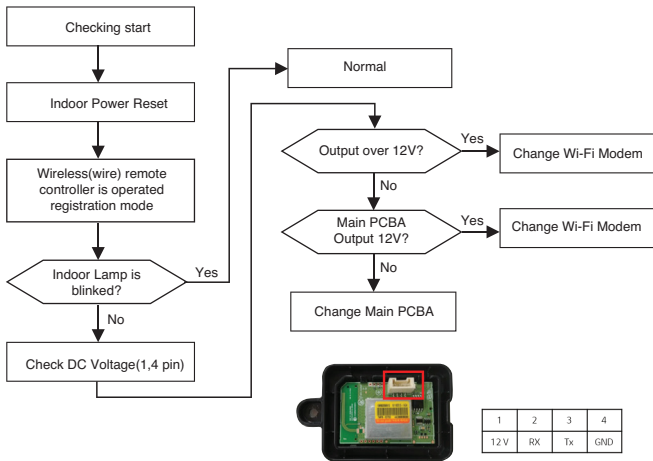 Checking start
Indoor Power Reset
Wireless(wire) remote
controller is operated
registration mode
Indoor Lamp is
blinked?
Yes
No
Check DC Voltage(1,4 pin)
Normal
Output over 12V?
Yes
Change Wi-Fi Modem
No
Main PCBA
Output 12V?
Yes
Change Wi-Fi Modem
No
Change Main PCBA
1 2 3 4
12 V RX Tx GND